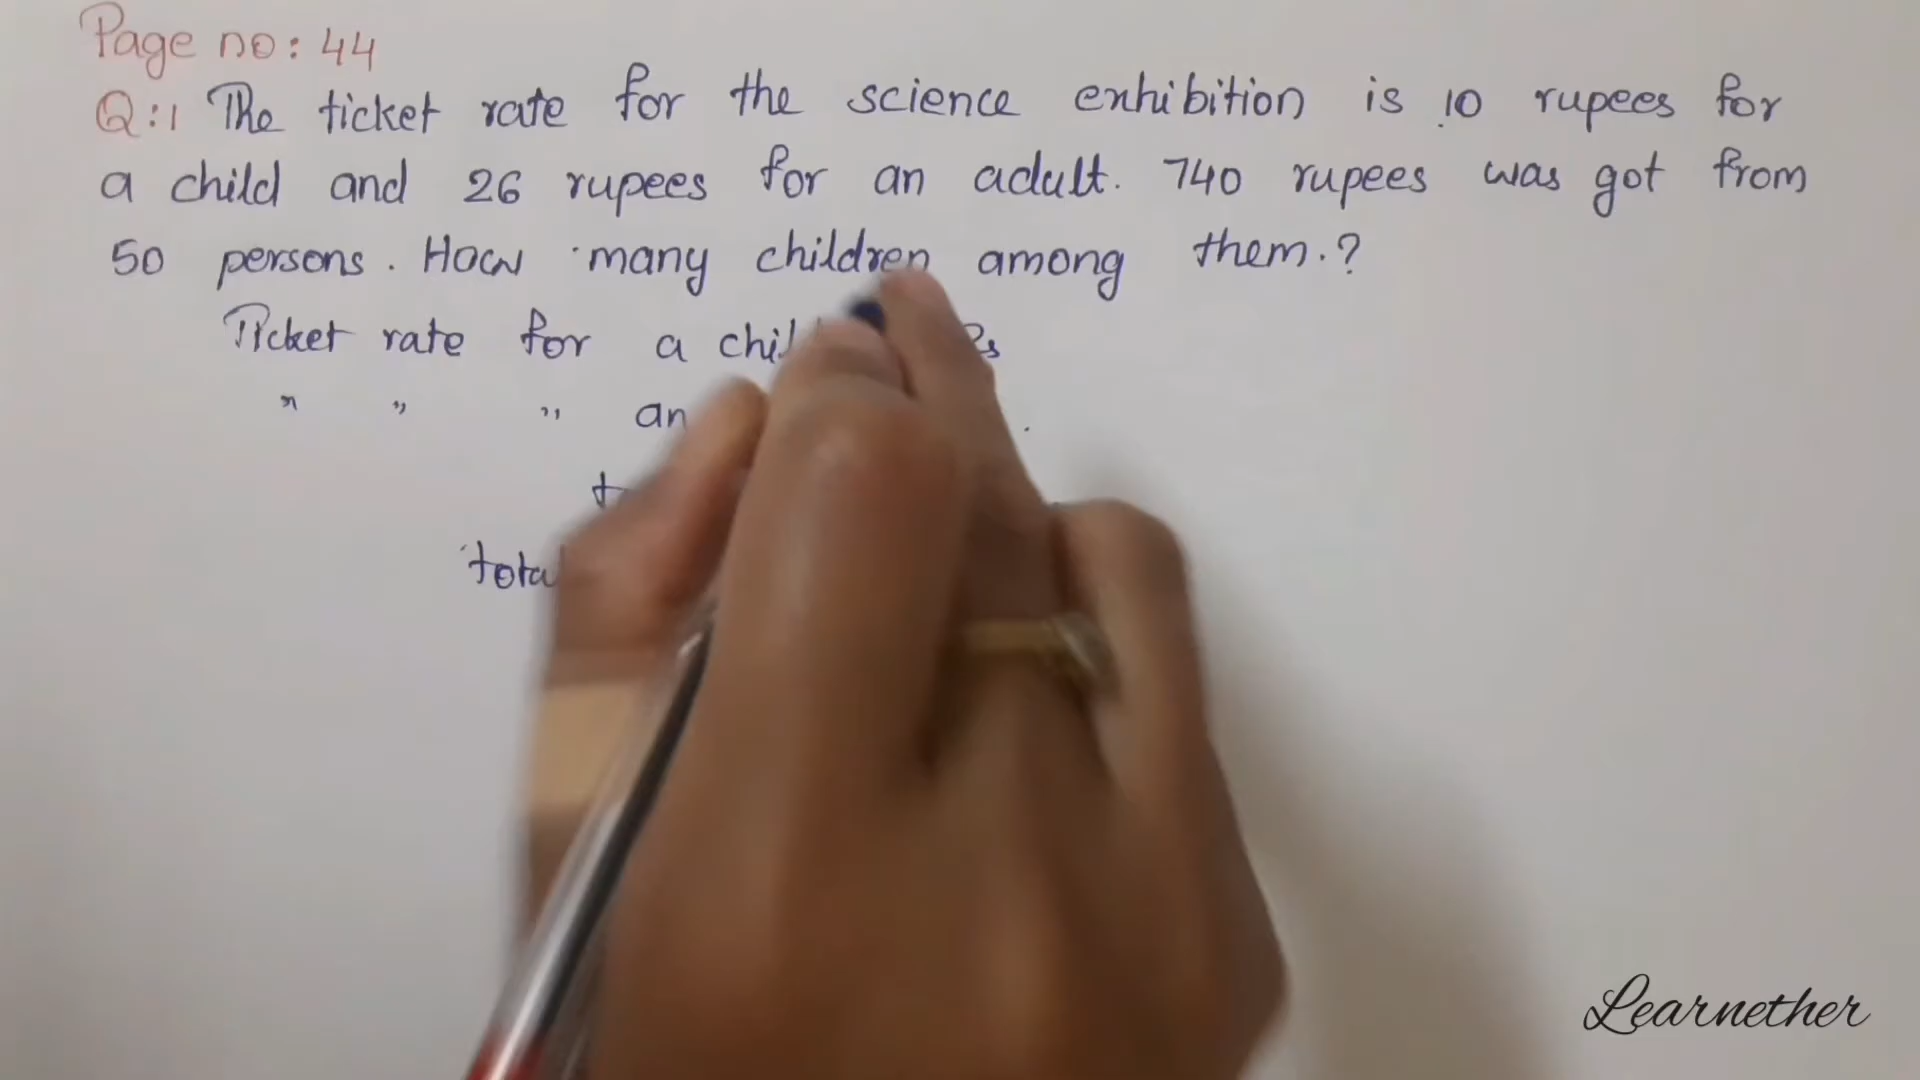 Page no: 44
Q:1 The ticket rate for the science exhibition is 10 rupees for
a child and 26 rupees for an adult. 740 rupees was got from
50 persons. How many children among them.?
Ticket rate for a
" " " an
Learnether